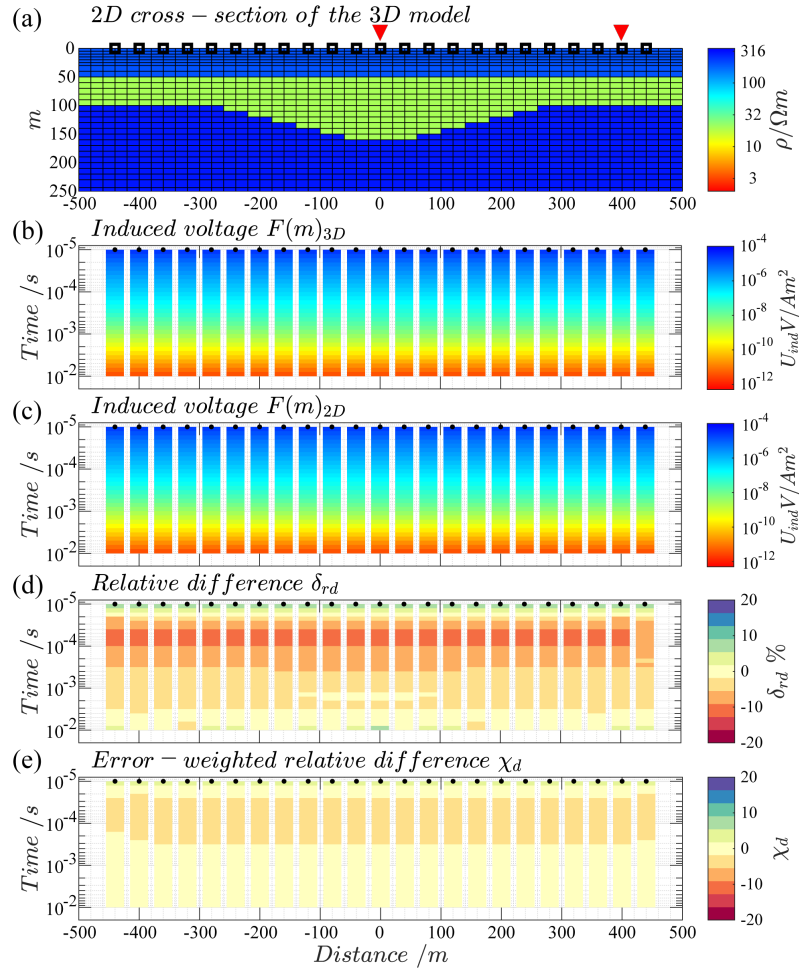 (a) 2D cross − section of the 3D model
0
50
100
150
200
250
m
-500 -400 -300 -200 -100 0 100 200 300 400 500
316
100
32
10
3
ρ/Ωm
(b) Induced voltage F(m)3D
10-5
10-4
10-3
10-2
Time /s
10-4
10-6
10-8
10-10
10-12
UindV/Am2
(c) Induced voltage F(m)2D
10-5
10-4
10-3
10-2
Time /s
10-4
10-6
10-8
10-10
10-12
UindV/Am2
(d) Relative difference δrd
10-5
10-4
10-3
10-2
Time /s
20
10
0
-10
-20
δrd %
(e) Error − weighted relative difference χd
10-5
10-4
10-3
10-2
Time /s
-500 -400 -300 -200 -100 0 100 200 300 400 500
Distance /m
20
10
0
-10
-20
χd